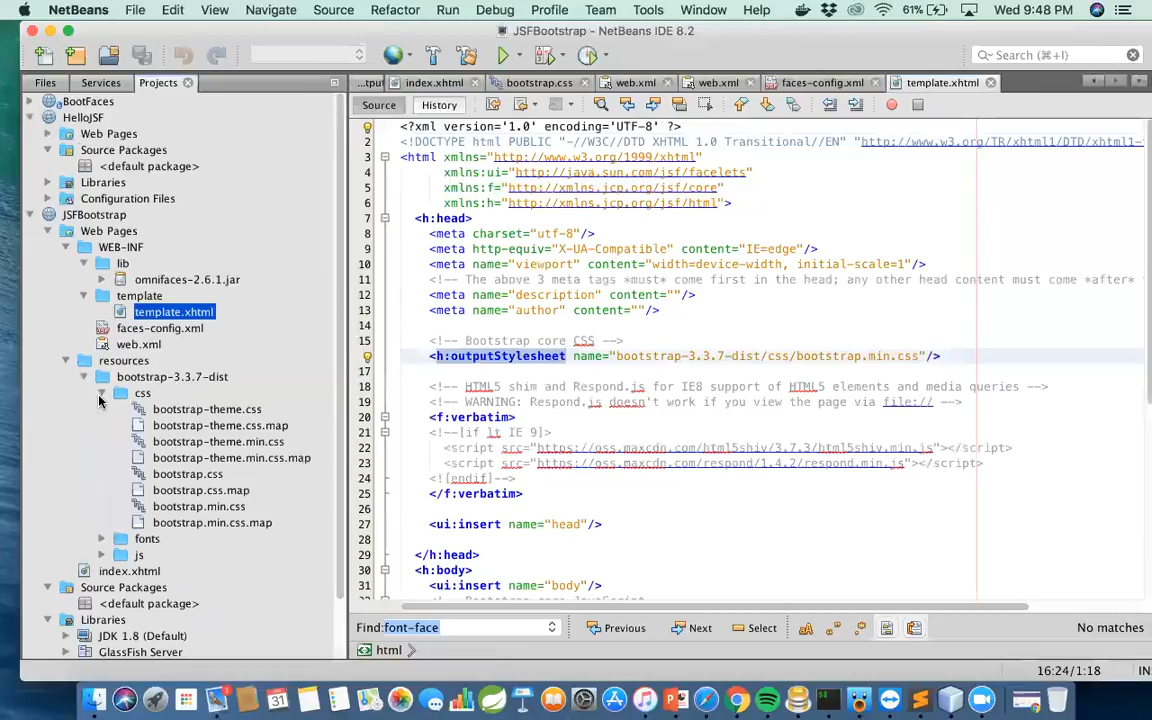 NetBeans File Edit View Navigate Source Refactor Run Debug Profile Team Tools Window Help 61% Wed 9:48 PM
JSFBootstrap - NetBeans IDE 8.2
Search (⌘+I)
Files Services Projects
...tput index.xhtml bootstrap.css web.xml web.xml faces-config.xml template.xhtml
Source History
BootFaces
HelloJSF
Web Pages
Source Packages
<default package>
Libraries
Configuration Files
JSFBootstrap
Web Pages
WEB-INF
lib
omnifaces-2.6.1.jar
template
template.xhtml
faces-config.xml
web.xml
resources
bootstrap-3.3.7-dist
css
bootstrap-theme.css
bootstrap-theme.css.map
bootstrap-theme.min.css
bootstrap-theme.min.css.map
bootstrap.css
bootstrap.css.map
bootstrap.min.css
bootstrap.min.css.map
fonts
js
index.xhtml
Source Packages
<default package>
Libraries
JDK 1.8 (Default)
GlassFish Server
<?xml version='1.0' encoding='UTF-8' ?>
2 <!DOCTYPE html PUBLIC "-//W3C//DTD XHTML 1.0 Transitional//EN" "http://www.w3.org/TR/xhtml1/DTD/xhtml1-
3 <html xmlns="http://www.w3.org/1999/xhtml"
4 xmlns:ui="http://java.sun.com/jsf/facelets"
5 xmlns:f="http://xmlns.jcp.org/jsf/core"
6 xmlns:h="http://xmlns.jcp.org/jsf/html">
7 <h:head>
8 <meta charset="utf-8"/>
9 <meta http-equiv="X-UA-Compatible" content="IE=edge"/>
10 <meta name="viewport" content="width=device-width, initial-scale=1"/>
11 <!-- The above 3 meta tags *must* come first in the head; any other head content must come *after*
12 <meta name="description" content=""/>
13 <meta name="author" content=""/>
14
15 <!-- Bootstrap core CSS -->
<h:outputStylesheet name="bootstrap-3.3.7-dist/css/bootstrap.min.css"/>
17
18 <!-- HTML5 shim and Respond.js for IE8 support of HTML5 elements and media queries -->
19 <!-- WARNING: Respond.js doesn't work if you view the page via file:// -->
20 <f:verbatim>
21 <!--[if lt IE 9]>
22 <script src="https://oss.maxcdn.com/html5shiv/3.7.3/html5shiv.min.js"></script>
23 <script src="https://oss.maxcdn.com/respond/1.4.2/respond.min.js"></script>
24 <![endif]-->
25 </f:verbatim>
26
27 <ui:insert name="head"/>
28
29 </h:head>
30 <h:body>
31 <ui:insert name="body"/>
Find: font-face Previous Next Select No matches
html
16:24/1:18 IN